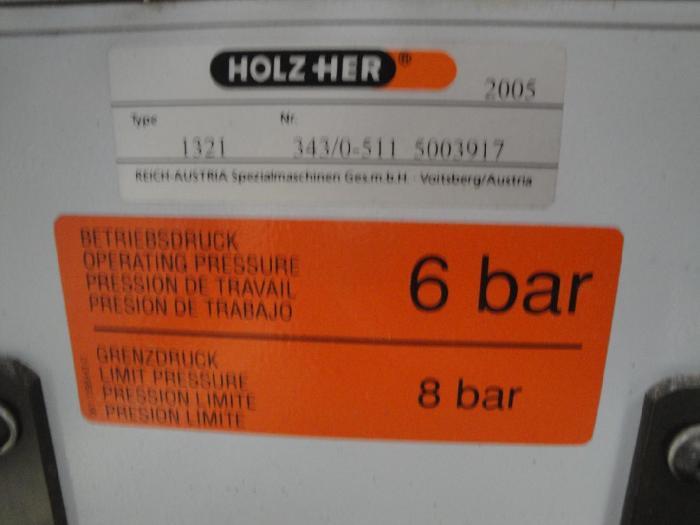 HOLZ-HER ®
2005
Type Nr.
1321 343/0-511 5003917
REICH-AUSTRIA Spezialmaschinen Ges.m.b.H. Voitsberg/Austria
BETRIEBSDRUCK
OPERATING PRESSURE
PRESSION DE TRAVAIL
PRESION DE TRABAJO
6 bar
GRENZDRUCK
LIMIT PRESSURE
PRESSION LIMITE
PRESION LIMITE
8 bar